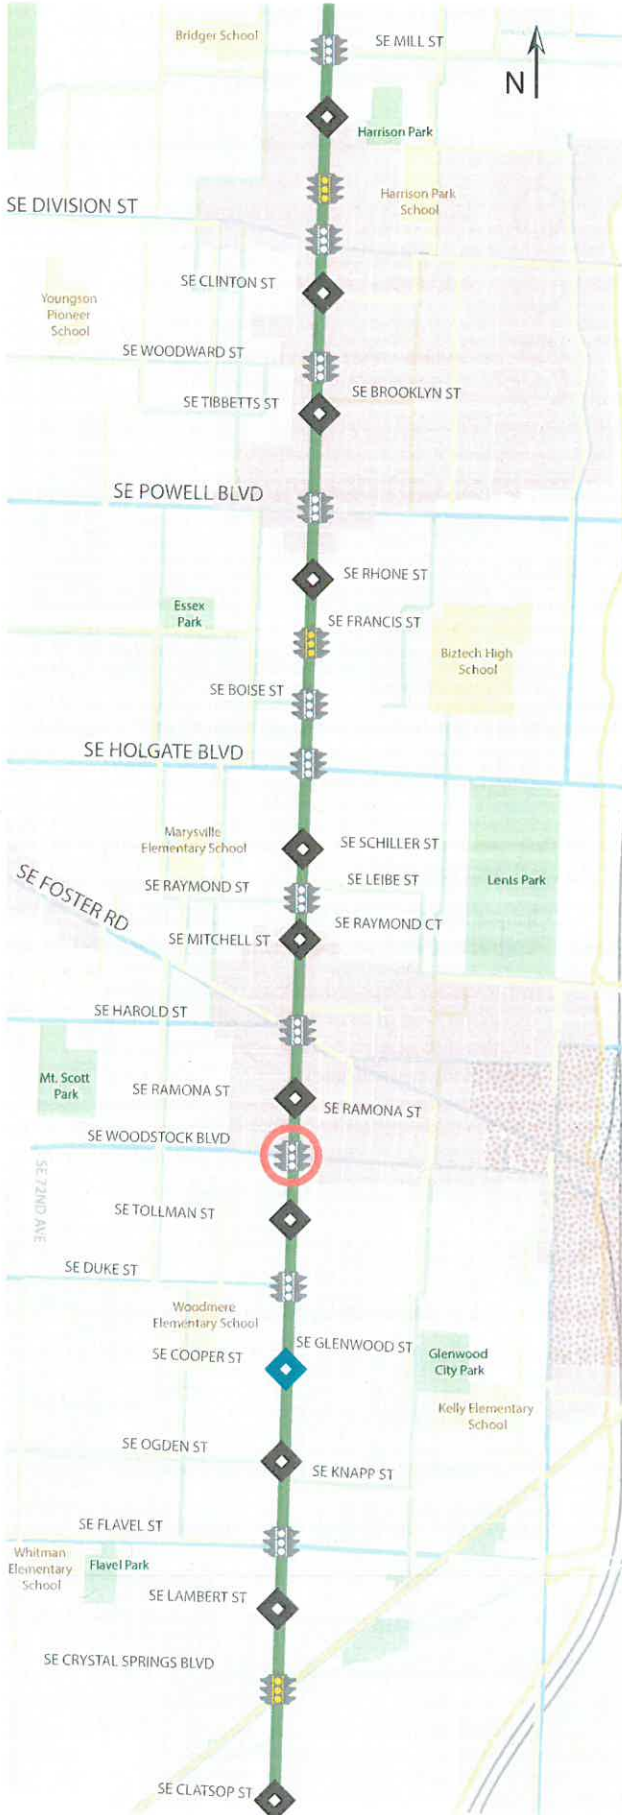 Bridger School
SE MILL ST
N
Harrison Park
SE DIVISION ST
Harrison Park
School
SE CLINTON ST
Youngson
Pioneer
School
SE WOODWARD ST
SE BROOKLYN ST
SE TIBBETTS ST
SE POWELL BLVD
SE RHONE ST
Essex
Park
SE FRANCIS ST
Biztech High
School
SE BOISE ST
SE HOLGATE BLVD
Marysville
Elementary School
SE SCHILLER ST
SE RAYMOND ST
SE LEIBE ST
Lents Park
SE FOSTER RD
SE RAYMOND CT
SE MITCHELL ST
SE HAROLD ST
Mt. Scott
Park
SE RAMONA ST
SE RAMONA ST
SE WOODSTOCK BLVD
SE 72ND AVE
SE TOLLMAN ST
SE DUKE ST
Woodmere
Elementary School
SE GLENWOOD ST
SE COOPER ST
Glenwood
City Park
Kelly Elementary
School
SE OGDEN ST
SE KNAPP ST
SE FLAVEL ST
Whitman
Elementary
School
Flavel Park
SE LAMBERT ST
SE CRYSTAL SPRINGS BLVD
SE CLATSOP ST